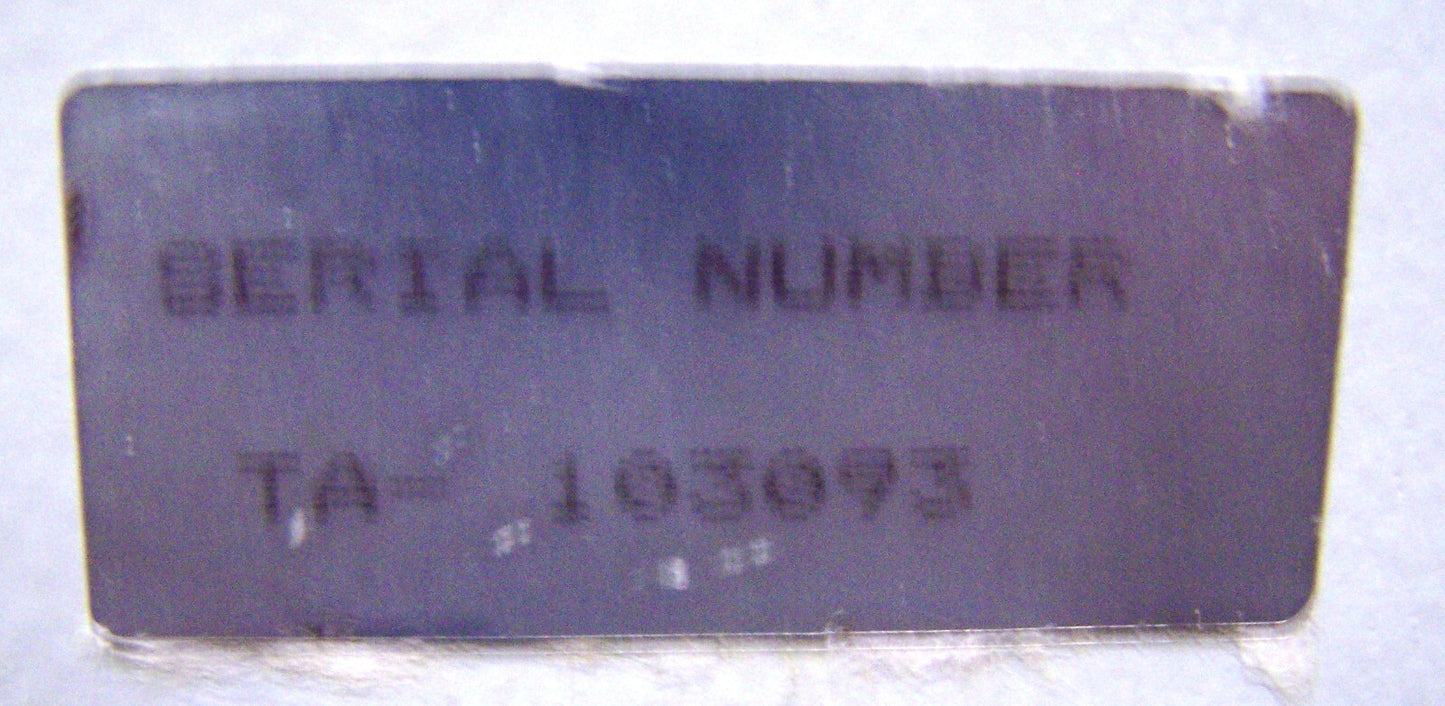 SERIAL NUMBER
TA- 103093